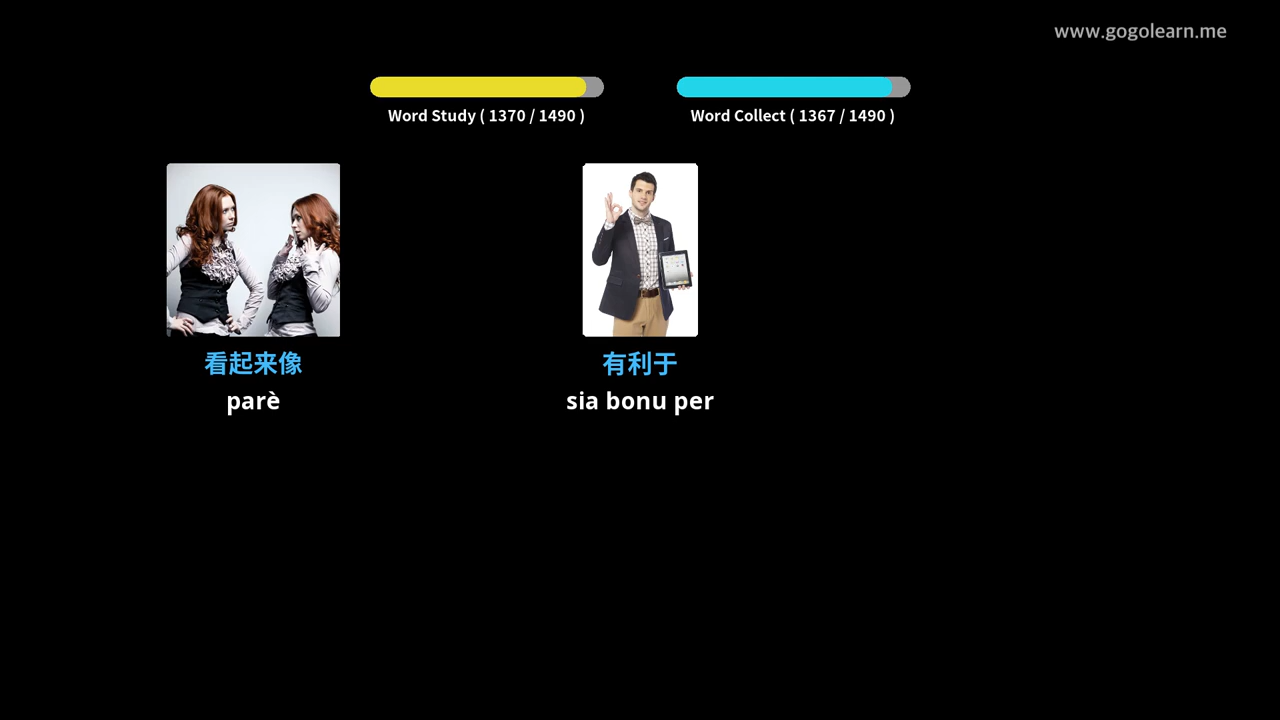 www.gogolearn.me
Word Study ( 1370 / 1490 )
Word Collect ( 1367 / 1490 )
看起来像
parè
有利于
sia bonu per